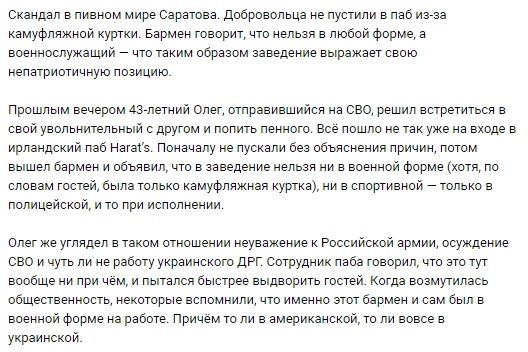 Скандал в пивном мире Саратова. Добровольца не пустили в паб из-за
камуфляжной куртки. Бармен говорит, что нельзя в любой форме, а
военнослужащий — что таким образом заведение выражает свою
непатриотичную позицию.
Прошлым вечером 43-летний Олег, отправившийся на СВО, решил встретиться в
свой увольнительный с другом и попить пенного. Всё пошло не так уже на входе в
ирландский паб Harat's. Поначалу не пускали без объяснения причин, потом
вышел бармен и объявил, что в заведение нельзя ни в военной форме (хотя, по
словам гостей, была только камуфляжная куртка), ни в спортивной — только в
полицейской, и то при исполнении.
Олег же углядел в таком отношении неуважение к Российской армии, осуждение
СВО и чуть ли не работу украинского ДРГ. Сотрудник паба говорил, что это тут
вообще ни при чём, и пытался быстрее выдворить гостей. Когда возмутилась
общественность, некоторые вспомнили, что именно этот бармен и сам был в
военной форме на работе. Причём то ли в американской, то ли вовсе в
украинской.